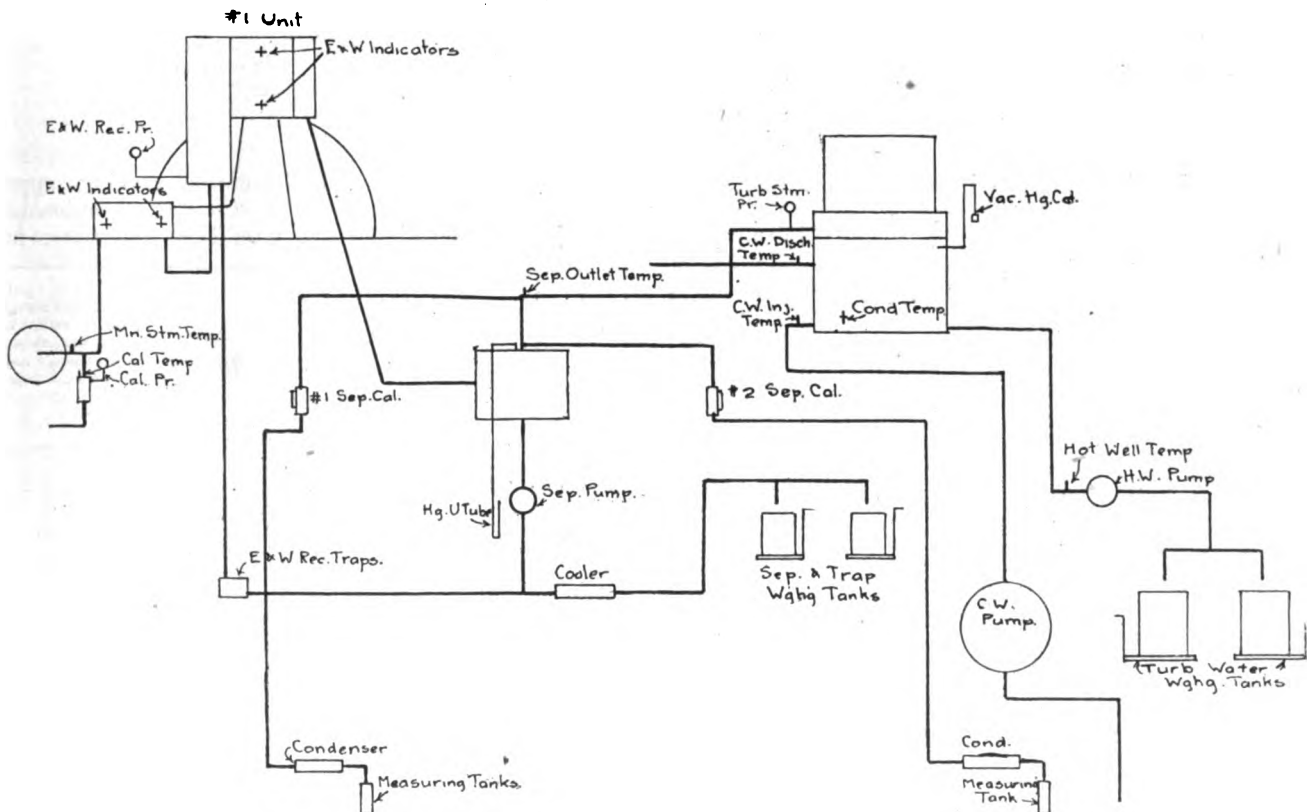 #1 Unit
E&W Indicators
E&W. Rec. Pr.
E&W Indicators
Turb Stm.
Pr.
Vac. Hg. Col.
C.W. Disch.
Temp
Sep. Outlet Temp.
C.W. Inj.
Temp
Cond Temp.
Mn. Stm. Temp.
Cal Temp
Cal. Pr.
#1 Sep. Cal.
#2 Sep. Cal.
Hot Well Temp
H.W. Pump
Sep. Pump.
Hg. U Tube
E&W Rec. Traps.
Cooler
Sep. & Trap
Wghg Tanks
C.W.
Pump.
Turb Water
Wghg. Tanks
Condenser
Measuring Tanks.
Cond.
Measuring
Tank